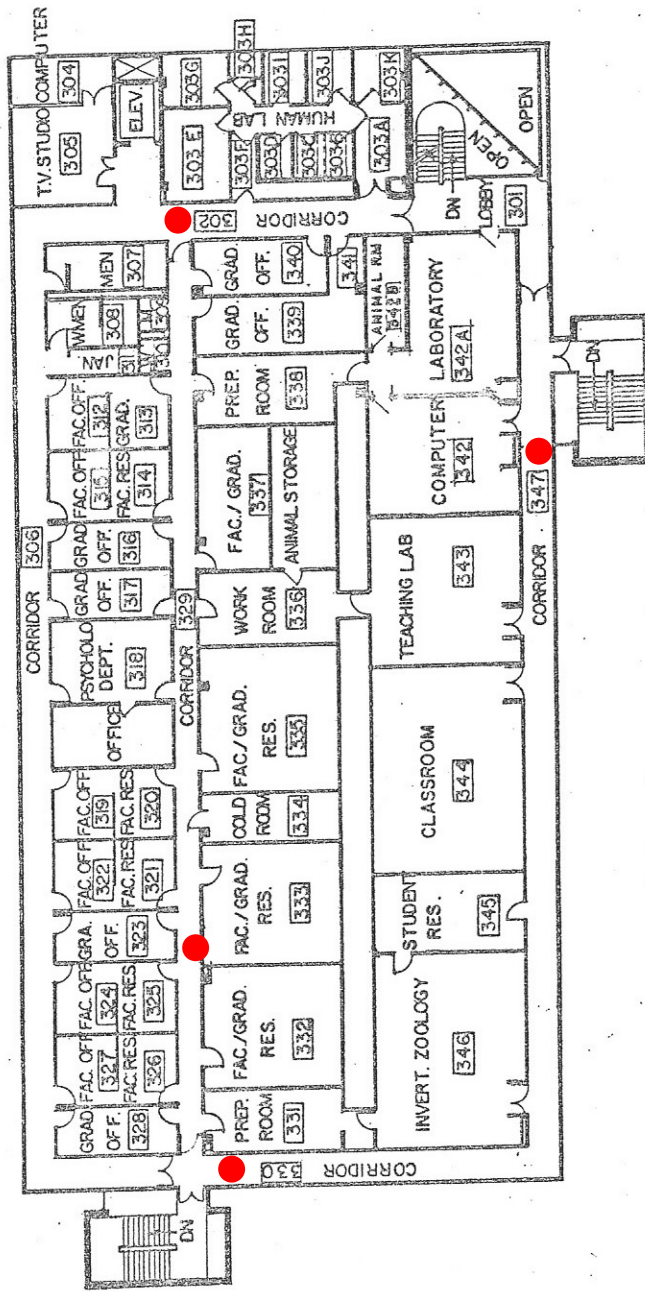 COMPUTER
304
T.V. STUDIO
305
ELEV.
303G
303H
303I
303J
303K
HUMAN LAB
303E
303F
303D
303C
303A
302
CORRIDOR
OPEN
OPEN
DN
LOBBY
301
MEN
307
308
JAN
311
FAC. OFF
312
GRAD.
313
FAC. OFF
315
FAC. RES
314
306
CORRIDOR
GRAD
OFF.
316
GRAD
OFF.
317
PSYCHOLO
DEPT.
318
OFFICE
FAC. OFF
319
FAC. RES
320
FAC. OFF
322
FAC. RES
321
GRA.
OFF.
323
FAC. OFF
324
FAC. RES
325
FAC. OFF
327
FAC. RES
326
GRAD
OFF.
328
329
CORRIDOR
GRAD.
OFF.
340
341
GRAD
OFF.
339
PREP.
ROOM
338
FAC./ GRAD.
337
ANIMAL STORAGE
WORK
ROOM
336
FAC./ GRAD.
RES.
335
COLD
ROOM
334
FAC./ GRAD.
RES.
333
FAC./GRAD.
RES.
332
PREP.
ROOM
331
330
CORRIDOR
DN
ANIMAL RM
342B
LABORATORY
342A
COMPUTER
342
TEACHING LAB
343
CLASSROOM
344
STUDENT
RES.
345
INVERT. ZOOLOGY
346
347
CORRIDOR
DN